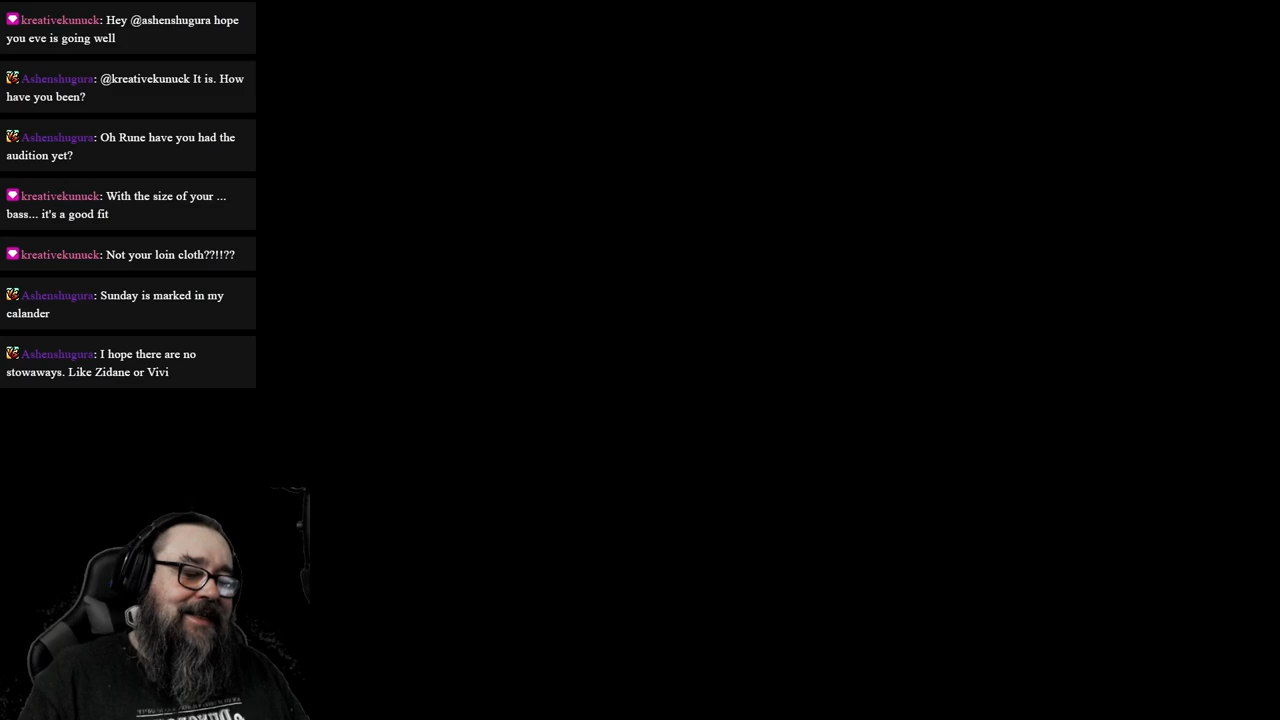 kreativekunuck: Hey @ashenshugura hope
you eve is going well
Ashenshugura: @kreativekunuck It is. How
have you been?
Ashenshugura: Oh Rune have you had the
audition yet?
kreativekunuck: With the size of your ...
bass... it's a good fit
kreativekunuck: Not your loin cloth??!!??
Ashenshugura: Sunday is marked in my
calander
Ashenshugura: I hope there are no
stowaways. Like Zidane or Vivi